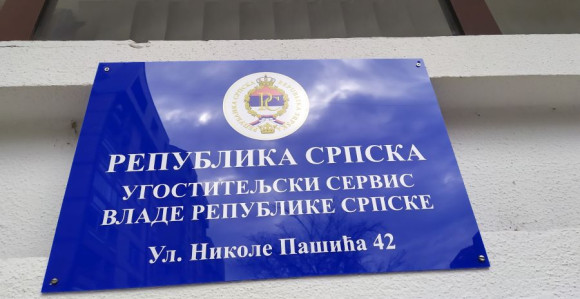 РЕПУБЛИКА СРПСКА
УГОСТИТЕЉСКИ СЕРВИС
ВЛАДЕ РЕПУБЛИКЕ СРПСКЕ
Ул. Николе Пашића 42